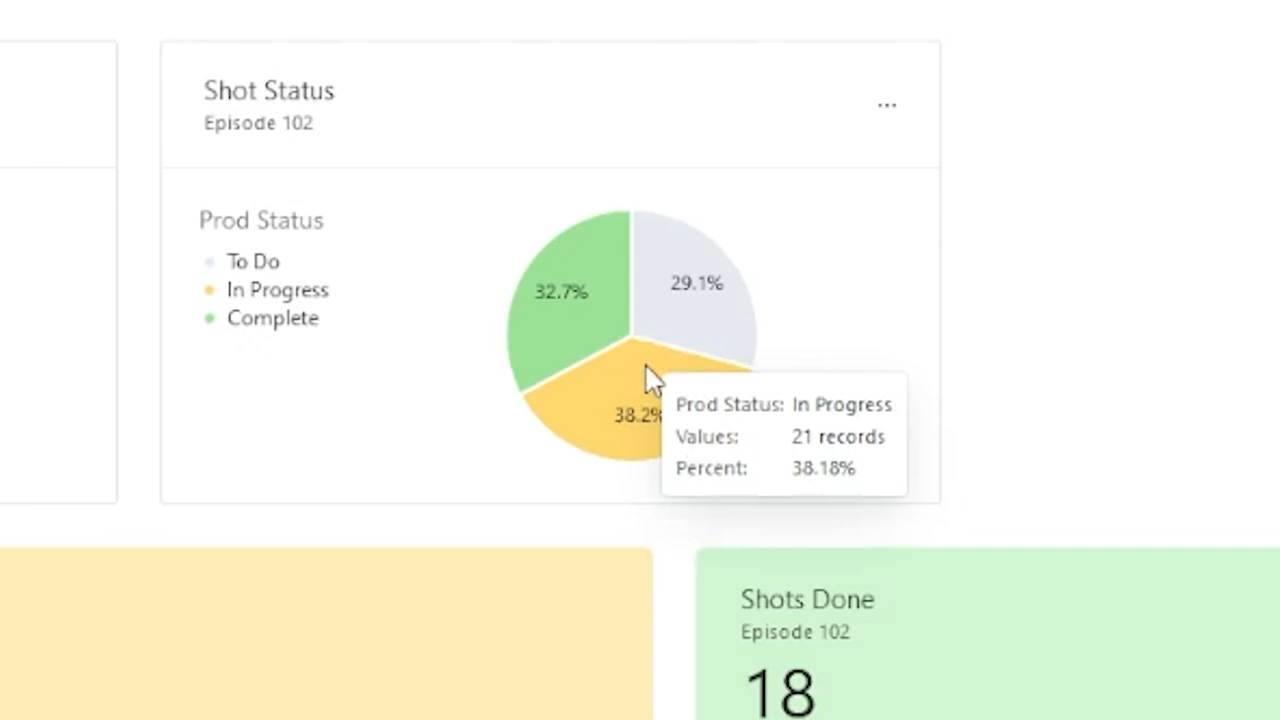 Shot Status
Episode 102
...
Prod Status
To Do
In Progress
Complete
32.7%
29.1%
38.2%
Prod Status: In Progress
Values: 21 records
Percent: 38.18%
Shots Done
Episode 102
18